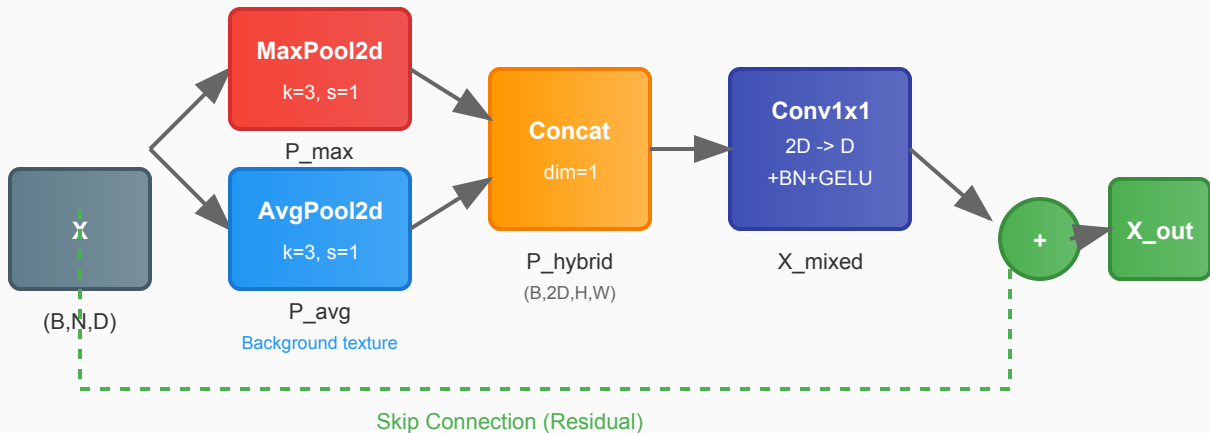 X
(B,N,D)
MaxPool2d
k=3, s=1
P_max
AvgPool2d
k=3, s=1
P_avg
Background texture
Concat
dim=1
P_hybrid
(B,2D,H,W)
Conv1x1
2D -> D
+BN+GELU
X_mixed
+
X_out
Skip Connection (Residual)